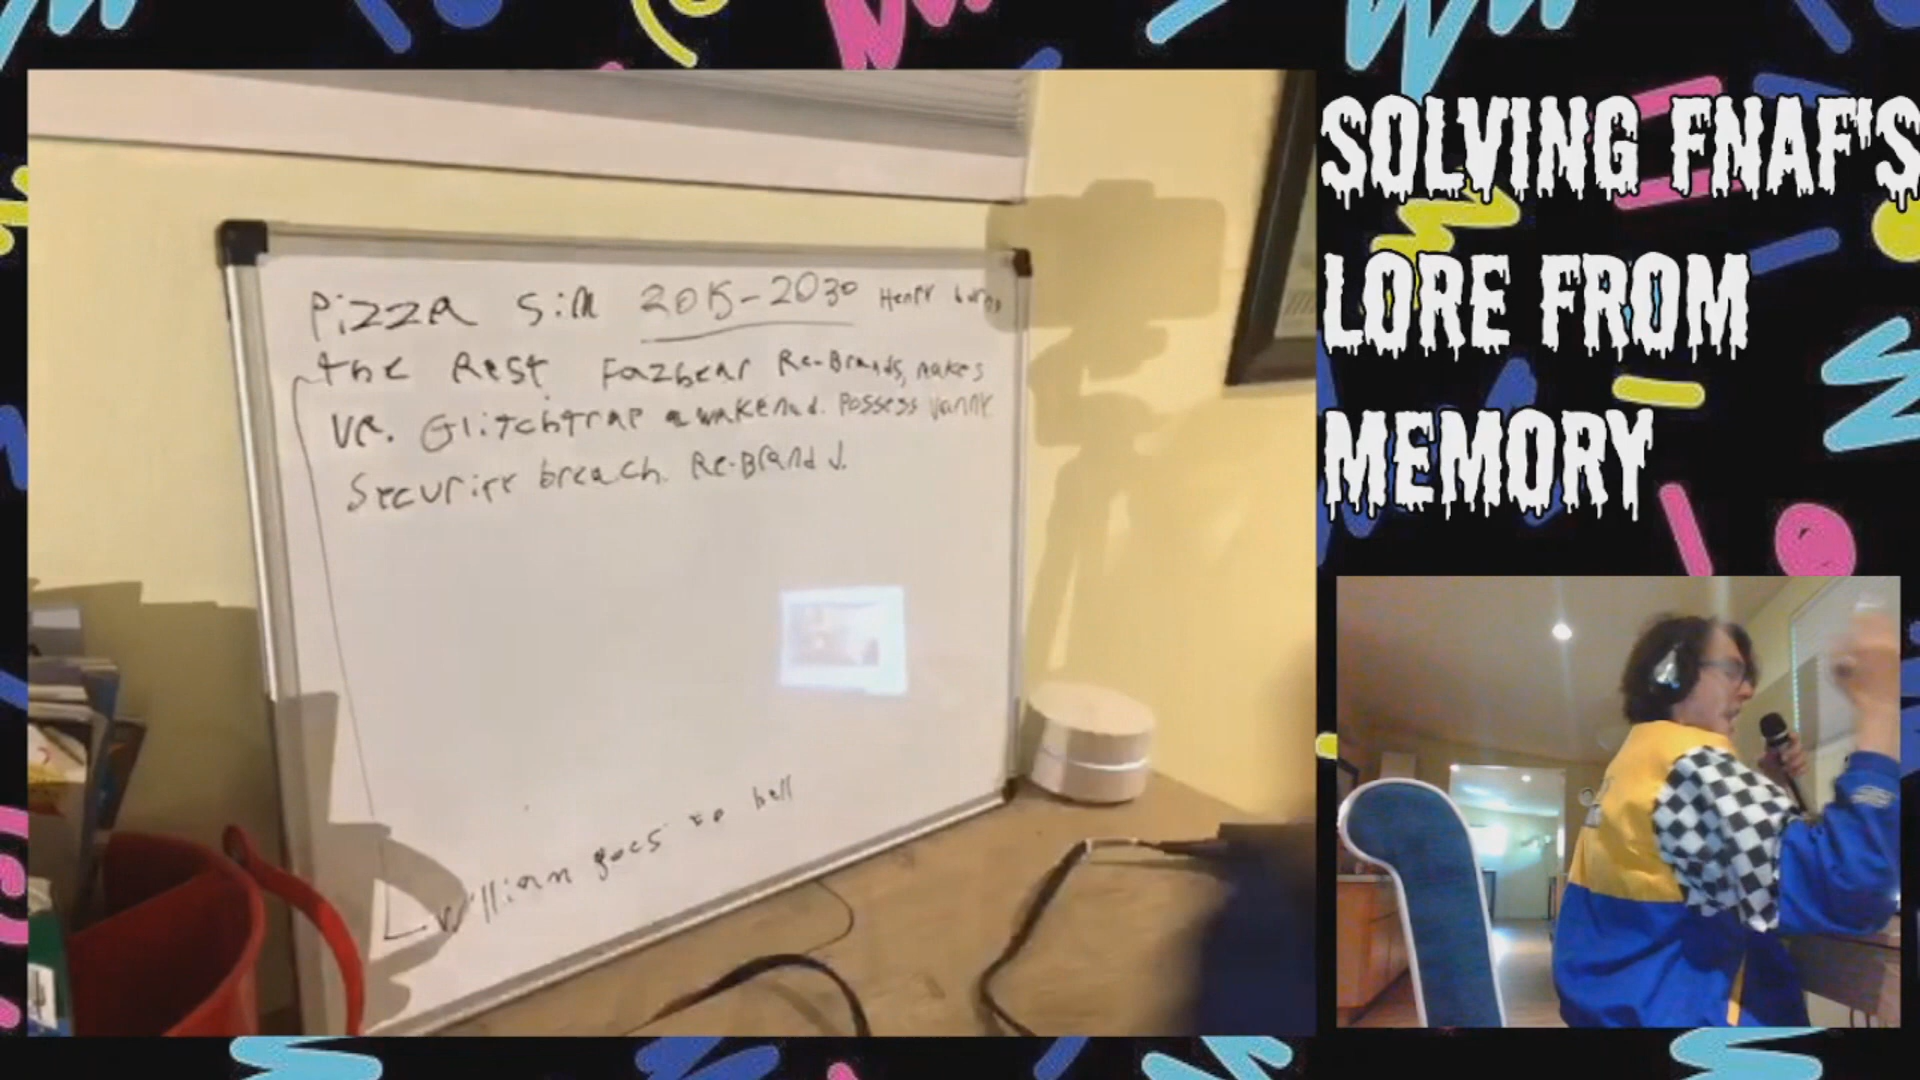 Pizza Sim 2015-2030 Henry burns
the Rest Fazbear Re-Brands, makes
VR. Glitchtrap awakened. Possess Vanny
Security breach. Re-Brand J.
William goes to hell
SOLVING FNAF'S
LORE FROM
MEMORY